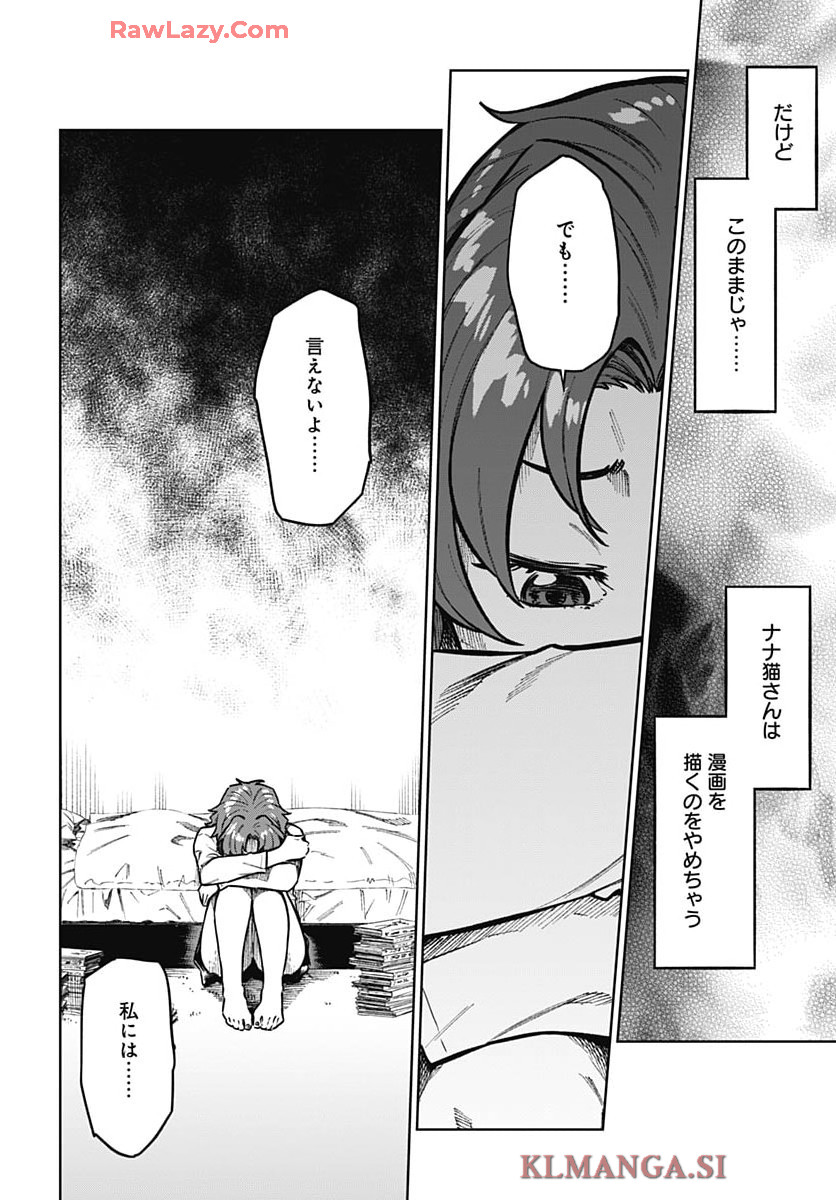 RawLazy.Com
だけど
このままじゃ……
ナナ猫さんは
漫画を
描くのをやめちゃう
でも……
言えないよ……
私には……
KLMANGA.SI